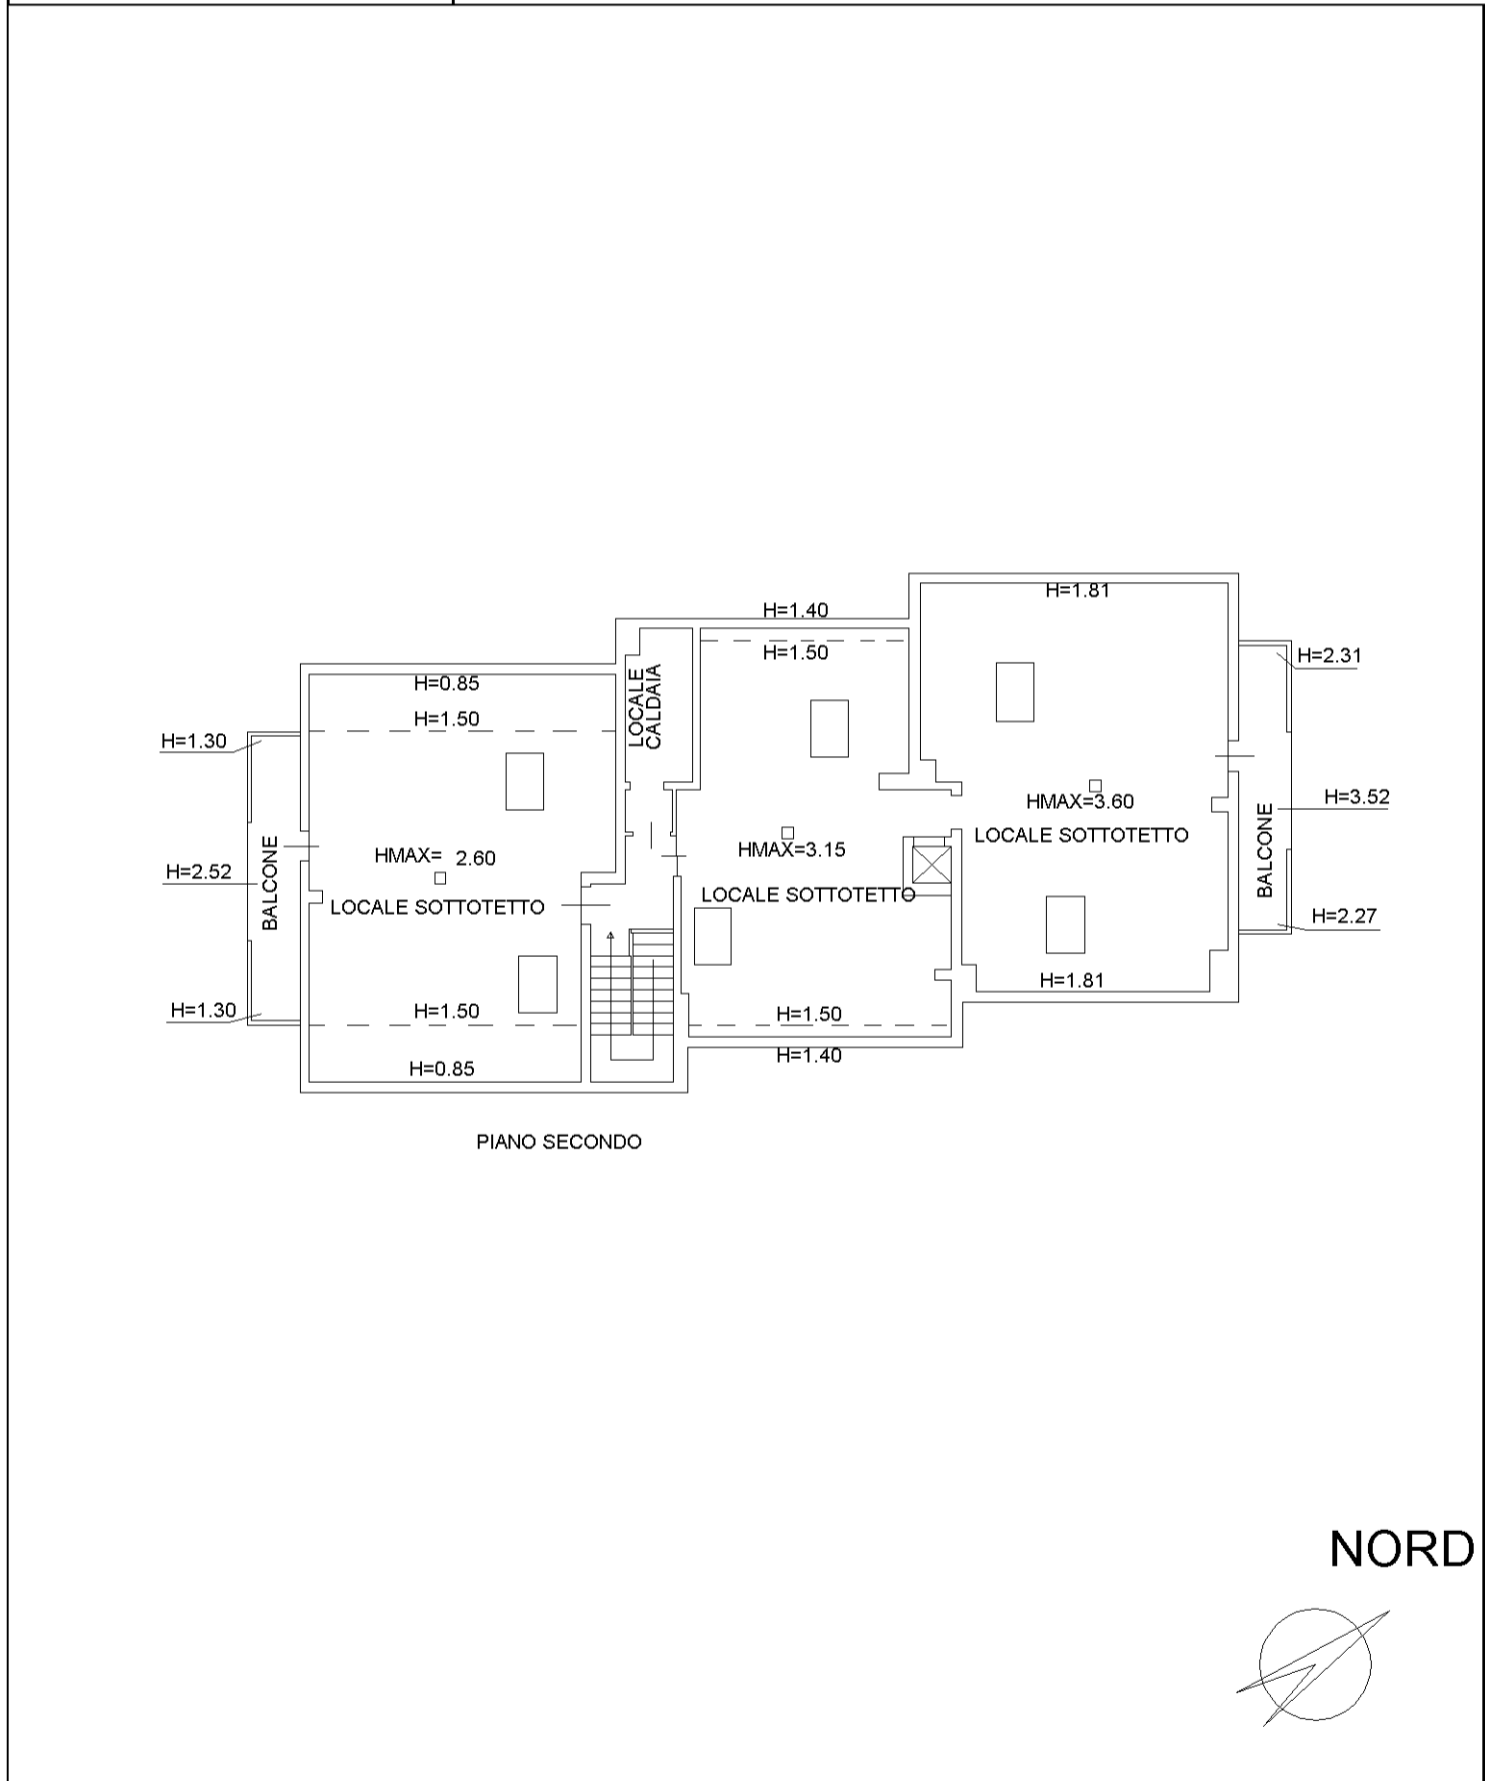 H=1.81
H=1.40
H=1.50
H=2.31
H=0.85
LOCALE
CALDAIA
H=1.50
H=1.30
HMAX=3.60
H=3.52
LOCALE SOTTOTETTO
BALCONE
HMAX=3.15
HMAX= 2.60
H=2.52
BALCONE
LOCALE SOTTOTETTO
LOCALE SOTTOTETTO
H=2.27
H=1.81
H=1.30
H=1.50
H=1.50
H=1.40
H=0.85
PIANO SECONDO
NORD